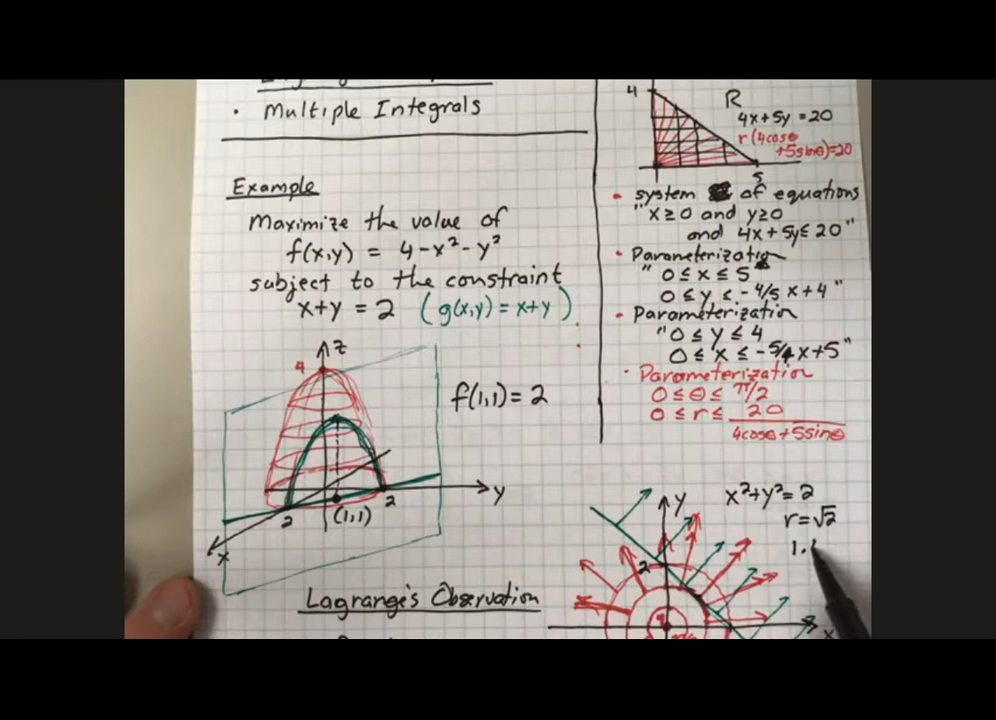 • Multiple Integrals
Example
Maximize the value of
f(x,y) = 4-x²-y²
subject to the constraint
x+y = 2 (g(x,y) = x+y)
z
4
f(1,1) = 2
y
2
2
(1,1)
x
Lagrange's Observation
4
R
4x+5y = 20
r(4cosθ
+5sinθ)=20
5
• system of equations
"x≥0 and y≥0
and 4x+5y≤20"
• Parameterization
"0≤x≤5
0≤y≤-4/5x+4"
• Parameterization
"0≤y≤4
0≤x≤-5/4x+5"
• Parameterization
0≤θ≤π/2
0≤r≤ 20
4cosθ+5sinθ
y
x²+y²=2
r=√2
1.
2
x